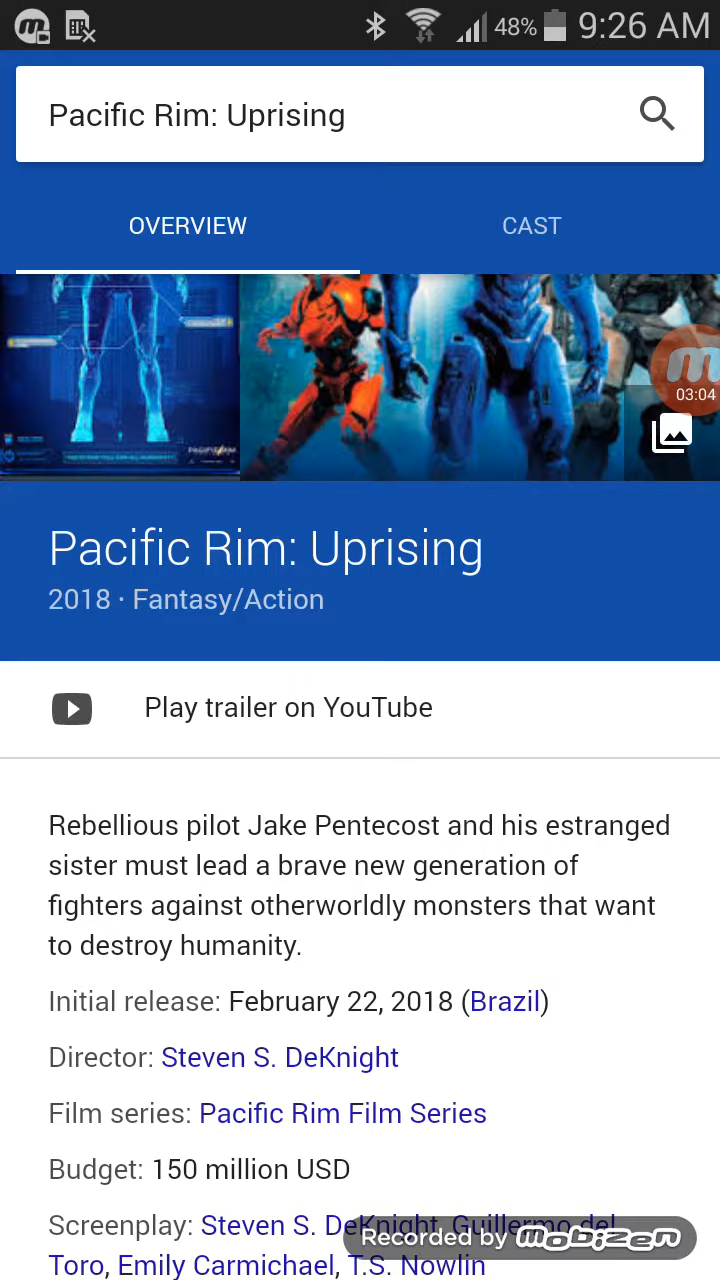 48% 9:26 AM
Pacific Rim: Uprising
OVERVIEW CAST
03:04
Pacific Rim: Uprising
2018 · Fantasy/Action
Play trailer on YouTube
Rebellious pilot Jake Pentecost and his estranged
sister must lead a brave new generation of
fighters against otherworldly monsters that want
to destroy humanity.
Initial release: February 22, 2018 (Brazil)
Director: Steven S. DeKnight
Film series: Pacific Rim Film Series
Budget: 150 million USD
Screenplay: Steven S. DeKnight, Guillermo del
Recorded by mobizen
Toro, Emily Carmichael, T.S. Nowlin